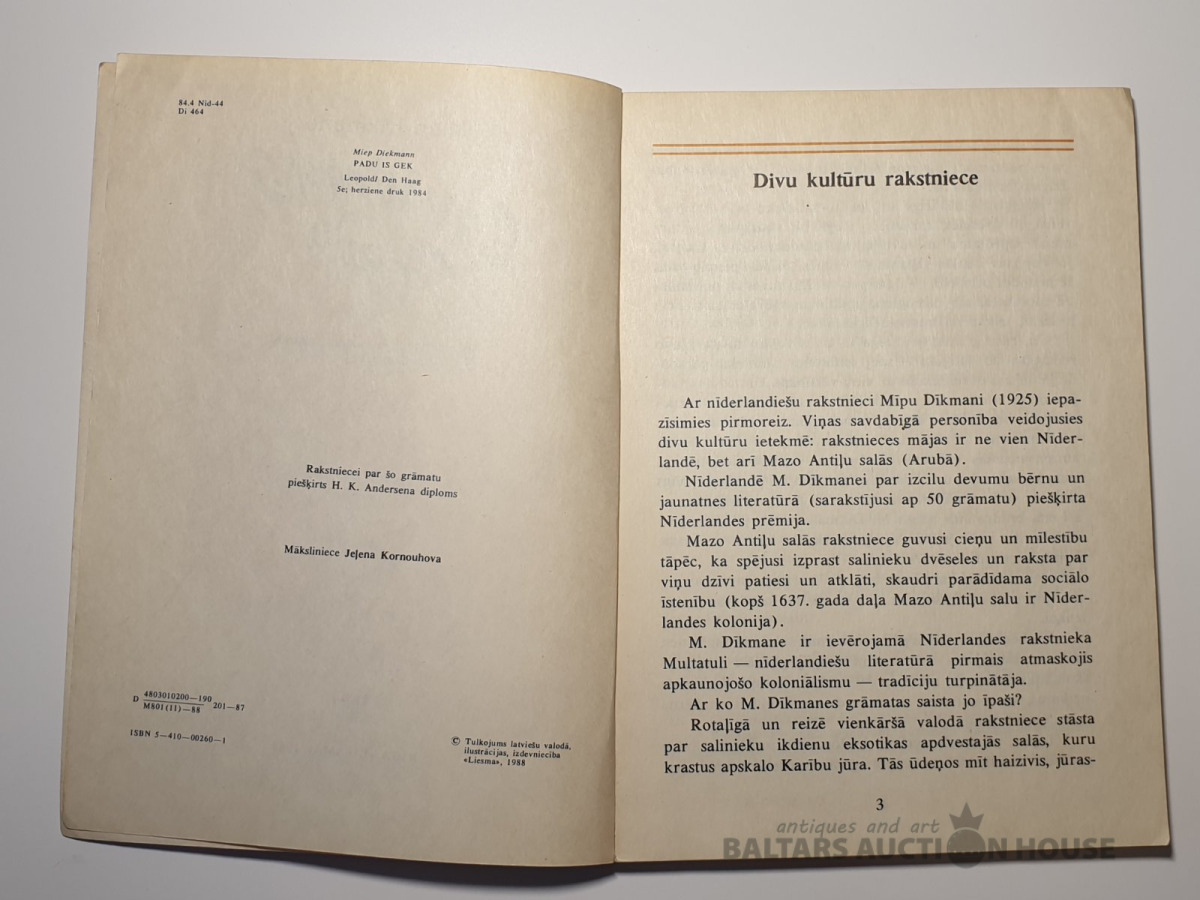 84.4 Nid-44
Di 464
Miep Diekmann
PADU IS GEK
Leopold/ Den Haag
5e; herziene druk 1984
Rakstniecei par šo grāmatu
piešķirts H. K. Andersena diploms
Māksliniece Jeļena Kornouhova
D 4803010200—190 201—87
M801(11)—88
ISBN 5—410—00260—1
© Tulkojums latviešu valodā,
ilustrācijas, izdevniecība
«Liesma», 1988
Divu kultūru rakstniece
Ar nīderlandiešu rakstnieci Mīpu Dīkmani (1925) iepa-
zīsimies pirmoreiz. Viņas savdabīgā personība veidojusies
divu kultūru ietekmē: rakstnieces mājas ir ne vien Nīder-
landē, bet arī Mazo Antiļu salās (Arubā).
Nīderlandē M. Dīkmanei par izcilu devumu bērnu un
jaunatnes literatūrā (sarakstījusi ap 50 grāmatu) piešķirta
Nīderlandes prēmija.
Mazo Antiļu salās rakstniece guvusi cieņu un mīlestību
tāpēc, ka spējusi izprast salinieku dvēseles un raksta par
viņu dzīvi patiesi un atklāti, skaudri parādīdama sociālo
īstenību (kopš 1637. gada daļa Mazo Antiļu salu ir Nīder-
landes kolonija).
M. Dīkmane ir ievērojamā Nīderlandes rakstnieka
Multatuli — nīderlandiešu literatūrā pirmais atmaskojis
apkaunojošo koloniālismu — tradīciju turpinātāja.
Ar ko M. Dīkmanes grāmatas saista jo īpaši?
Rotaļīgā un reizē vienkāršā valodā rakstniece stāsta
par salinieku ikdienu eksotikas apdvestajās salās, kuru
krastus apskalo Karību jūra. Tās ūdeņos mīt haizivis, jūras-
3
antiques and art
BALTARS AUCTION HOUSE